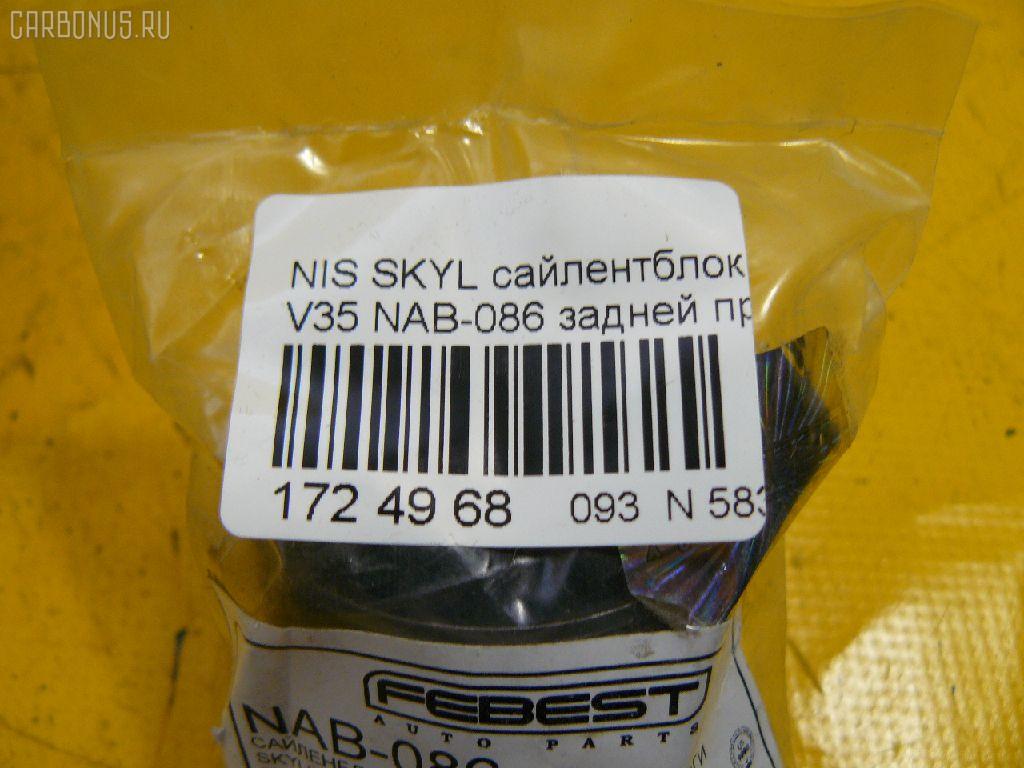 CARBONUS.RU
NIS SKYL сайлентблок
V35 NAB-086 задней пр
172 49 68 093 N 583
FEBEST
AUTO PARTS
NAB-086